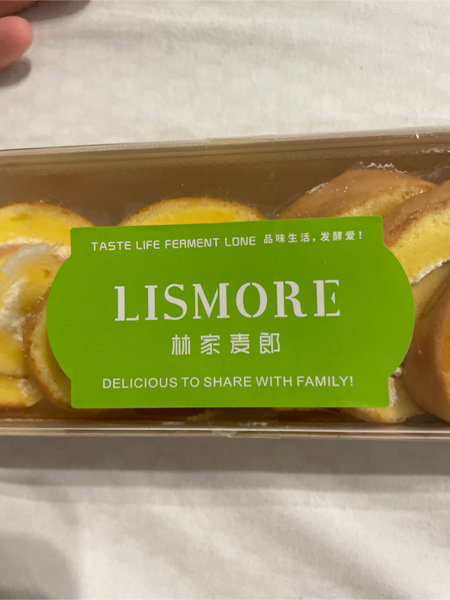 TASTE LIFE FERMENT LONE 品味生活,发酵爱!
LISMORE
林家麦郎
DELICIOUS TO SHARE WITH FAMILY!